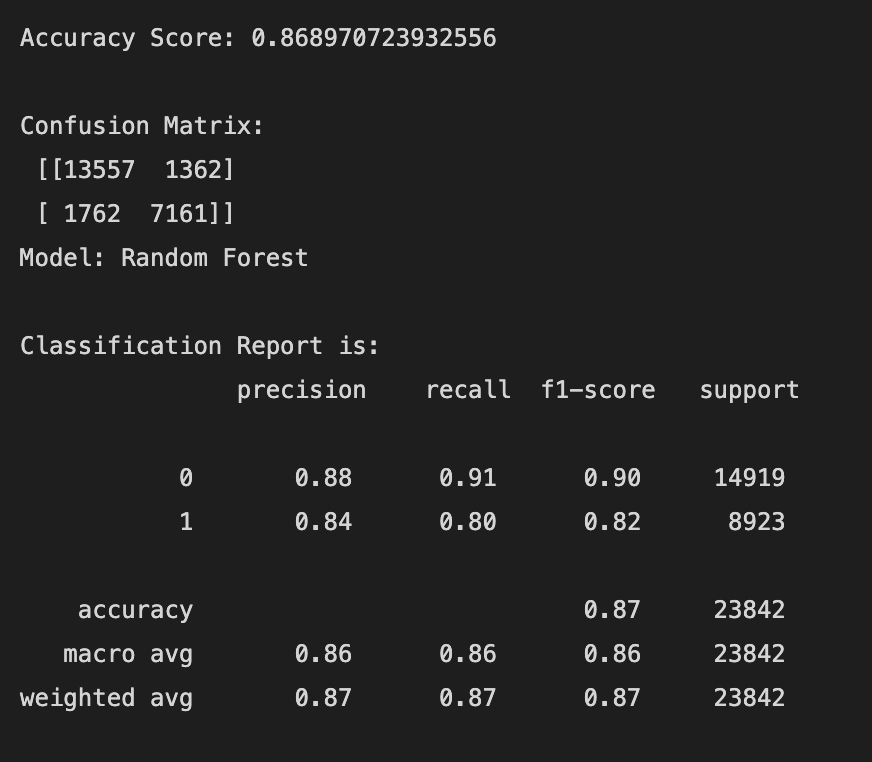 Accuracy Score: 0.868970723932556
Confusion Matrix:
[[13557 1362]
[ 1762 7161]]
Model: Random Forest
Classification Report is:
precision recall f1-score support
0 0.88 0.91 0.90 14919
1 0.84 0.80 0.82 8923
accuracy 0.87 23842
macro avg 0.86 0.86 0.86 23842
weighted avg 0.87 0.87 0.87 23842